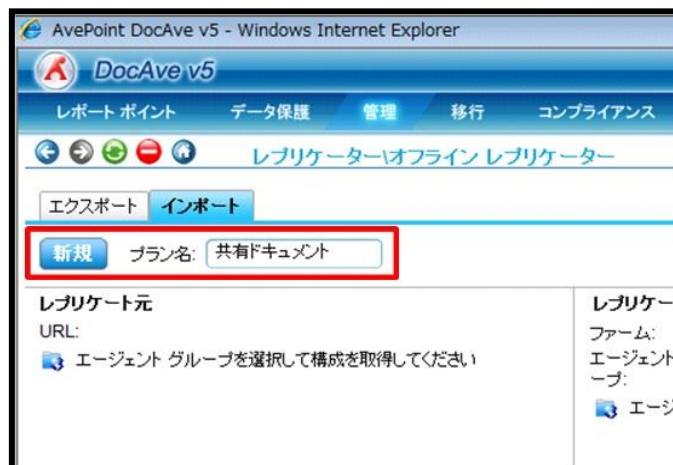 AvePoint DocAve v5 - Windows Internet Explorer
DocAve v5
レポート ポイント データ保護 管理 移行 コンプライアンス
レプリケーター\オフライン レプリケーター
エクスポート インポート
新規 プラン名: 共有ドキュメント
レプリケート元 レプリケー
URL: ファーム:
エージェント グループを選択して構成を取得してください エージェント
ープ:
エージ